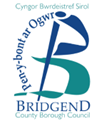 Cyngor Bwrdeistref Sirol
Pen-y-bont ar Ogwr
BRIDGEND
County Borough Council